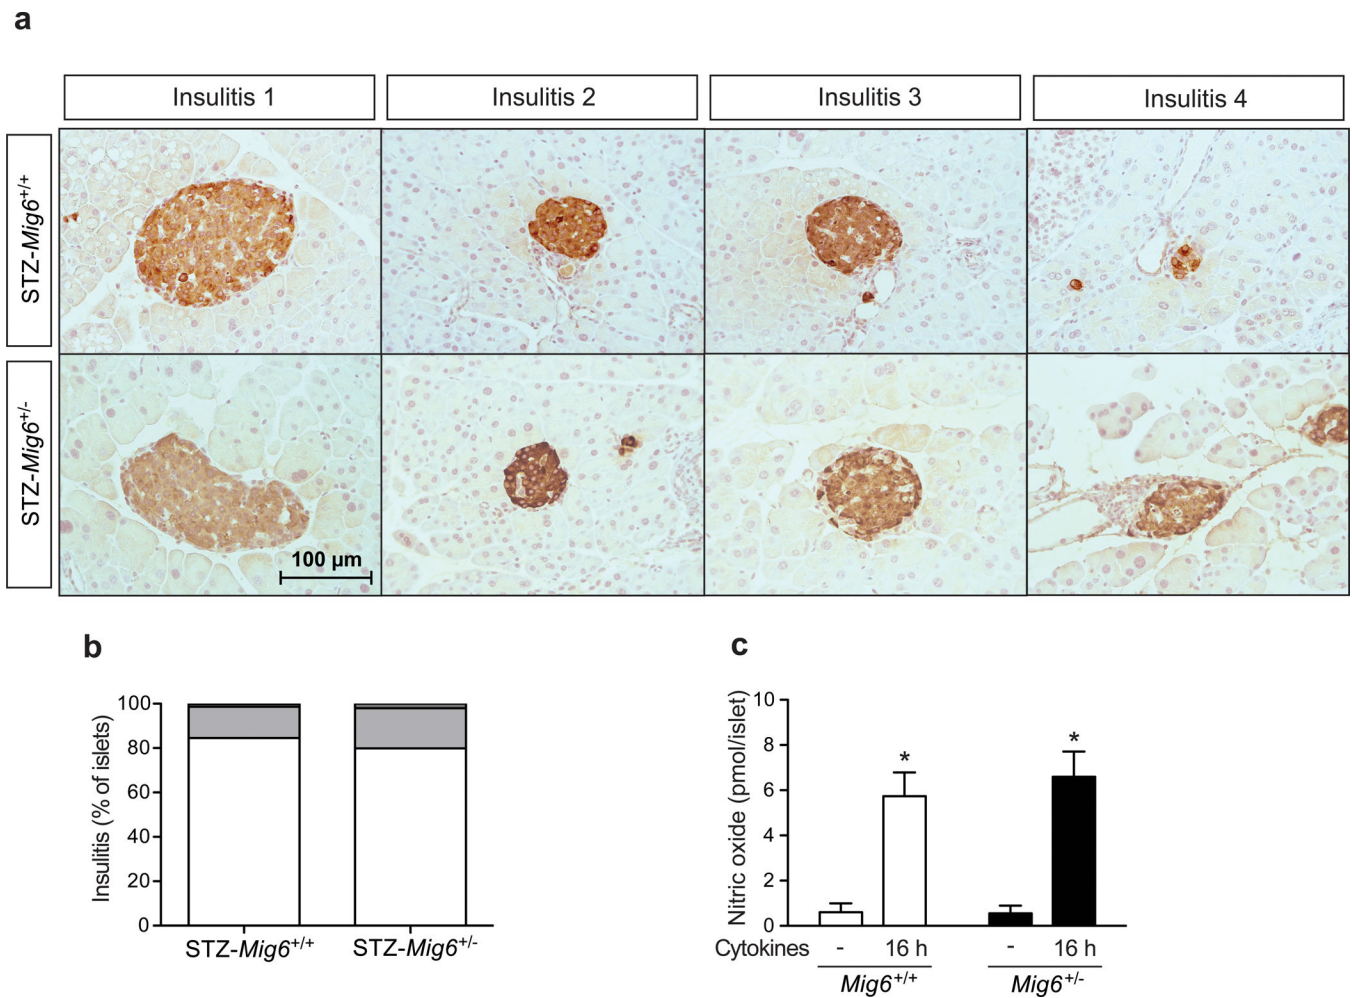 a
Insulitis 1
Insulitis 2
Insulitis 3
Insulitis 4
STZ-Mig6+/+
STZ-Mig6+/-
100 µm
b
Insulitis (% of islets)
100
80
60
40
20
0
STZ-Mig6+/+
STZ-Mig6+/-
c
Nitric oxide (pmol/islet)
10
8
6
4
2
0
*
*
Cytokines - 16 h - 16 h
Mig6+/+ Mig6+/-